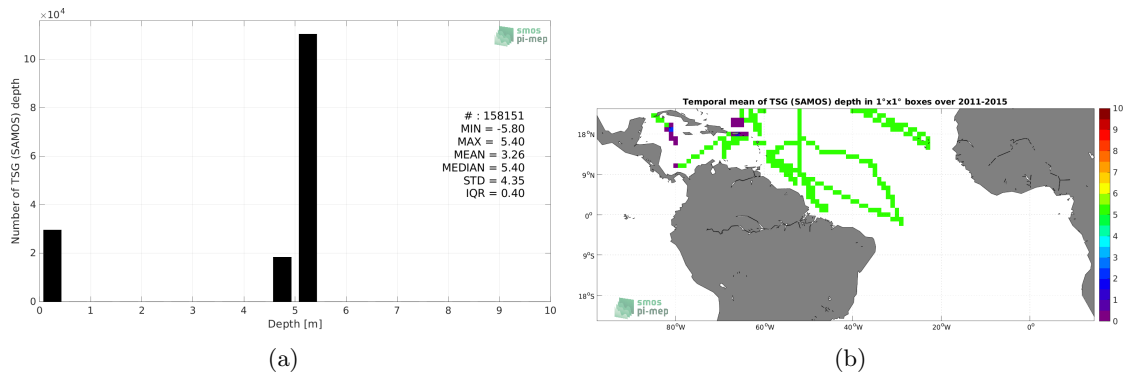 ×10⁴
smos
pi-mep
Number of TSG (SAMOS) depth
10
8
6
4
2
0
# : 158151
MIN = -5.80
MAX = 5.40
MEAN = 3.26
MEDIAN = 5.40
STD = 4.35
IQR = 0.40
0 1 2 3 4 5 6 7 8 9 10
Depth [m]
(a)
Temporal mean of TSG (SAMOS) depth in 1°x1° boxes over 2011-2015
18°N
9°N
0°
9°S
18°S
80°W 60°W 40°W 20°W 0°
smos
pi-mep
10
9
8
7
6
5
4
3
2
1
0
(b)